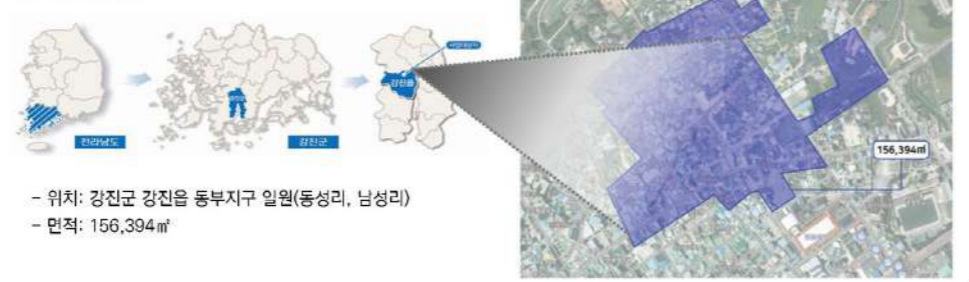 전라남도
강진군
강진읍
156,394㎡
- 위치: 강진군 강진읍 동부지구 일원(동성리, 남성리)
- 면적: 156,394㎡